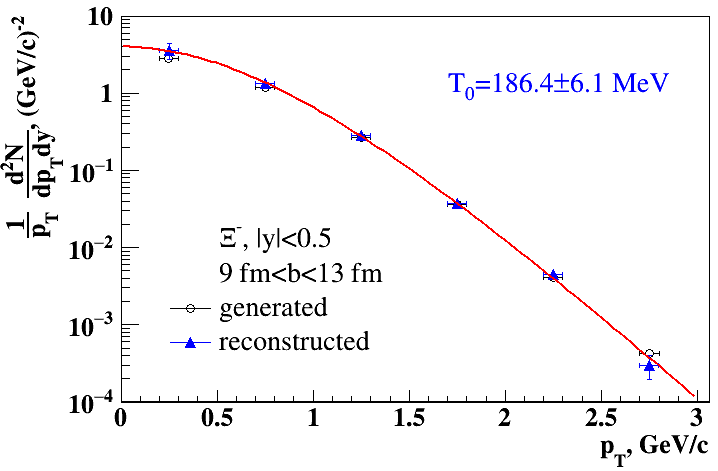 1/p_T d²N/dp_Tdy, (GeV/c)⁻²
10
1
10⁻¹
10⁻²
10⁻³
10⁻⁴
T₀=186.4±6.1 MeV
Ξ⁻, |y|<0.5
9 fm<b<13 fm
generated
reconstructed
0 0.5 1 1.5 2 2.5 3
p_T, GeV/c